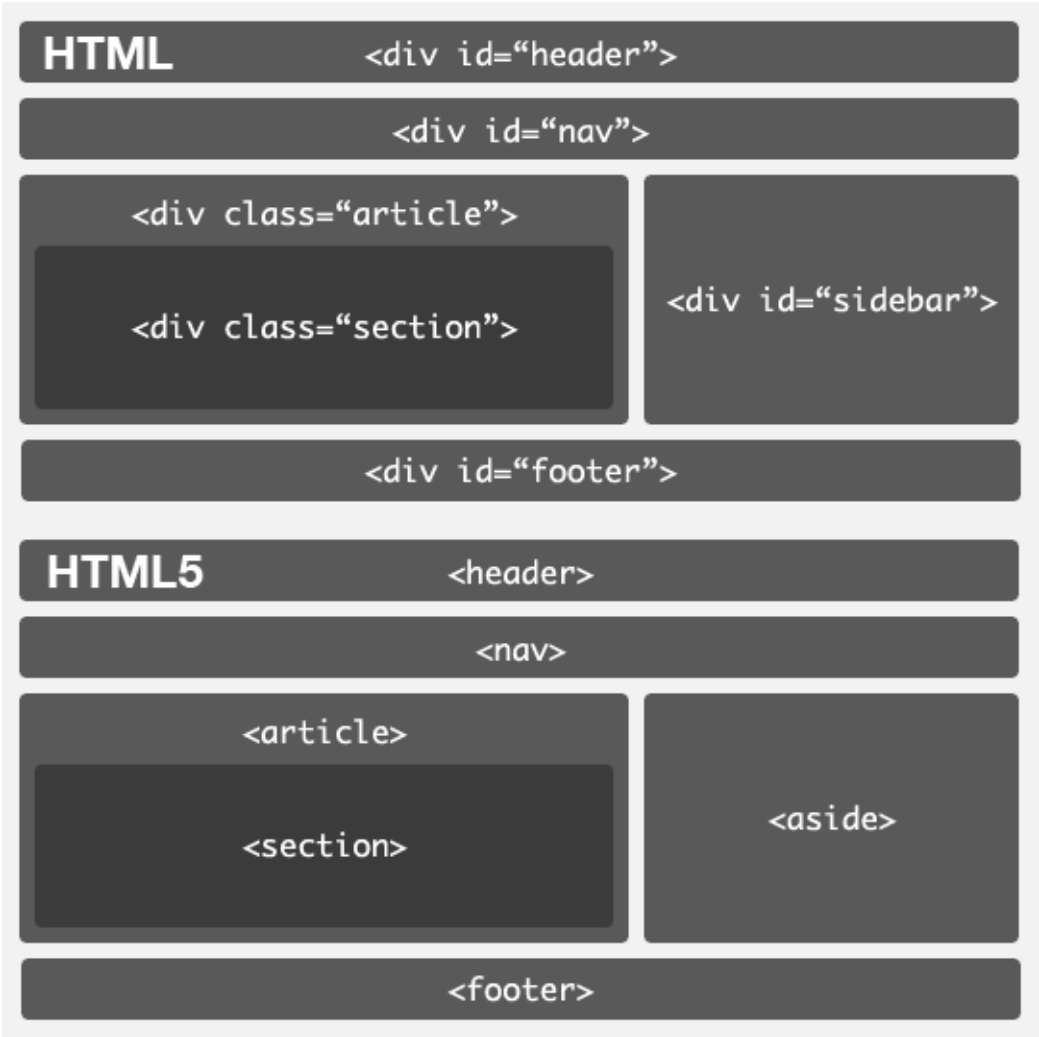 HTML <div id=“header”>
<div id=“nav”>
<div class=“article”>
<div class=“section”>
<div id=“sidebar”>
<div id=“footer”>
HTML5 <header>
<nav>
<article>
<section>
<aside>
<footer>